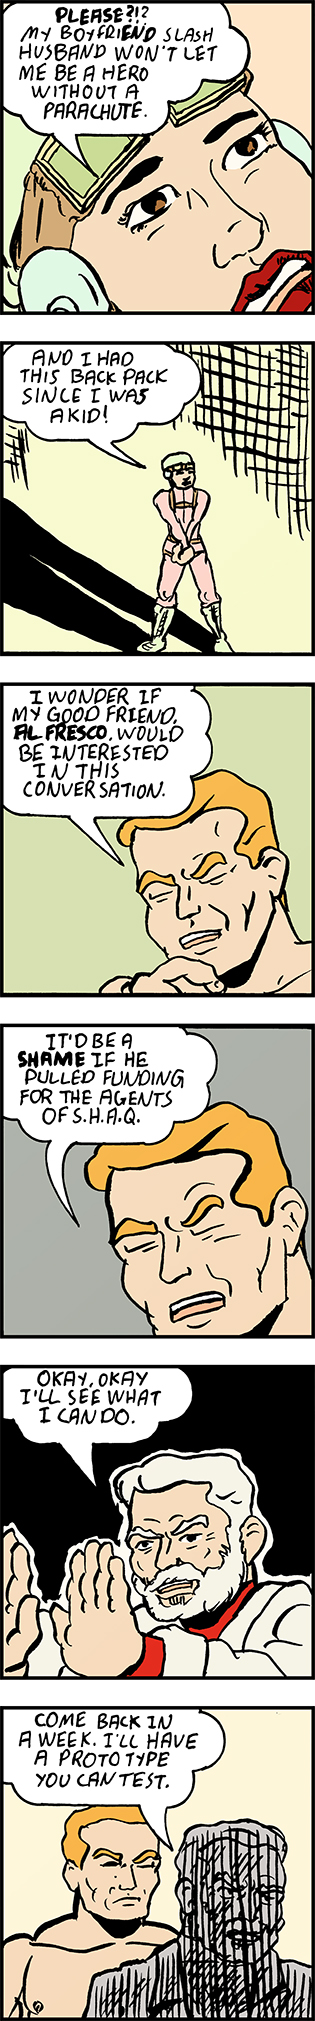 PLEASE?!?
MY BOYFRIEND SLASH
HUSBAND WON'T LET
ME BE A HERO
WITHOUT A
PARACHUTE.
AND I HAD
THIS BACK PACK
SINCE I WAS
A KID!
I WONDER IF
MY GOOD FRIEND,
AL FRESCO, WOULD
BE INTERESTED
IN THIS
CONVERSATION.
IT'D BE A
SHAME IF HE
PULLED FUNDING
FOR THE AGENTS
OF S.H.A.Q.
OKAY, OKAY
I'LL SEE WHAT
I CAN DO.
COME BACK IN
A WEEK. I'LL HAVE
A PROTOTYPE
YOU CAN TEST.